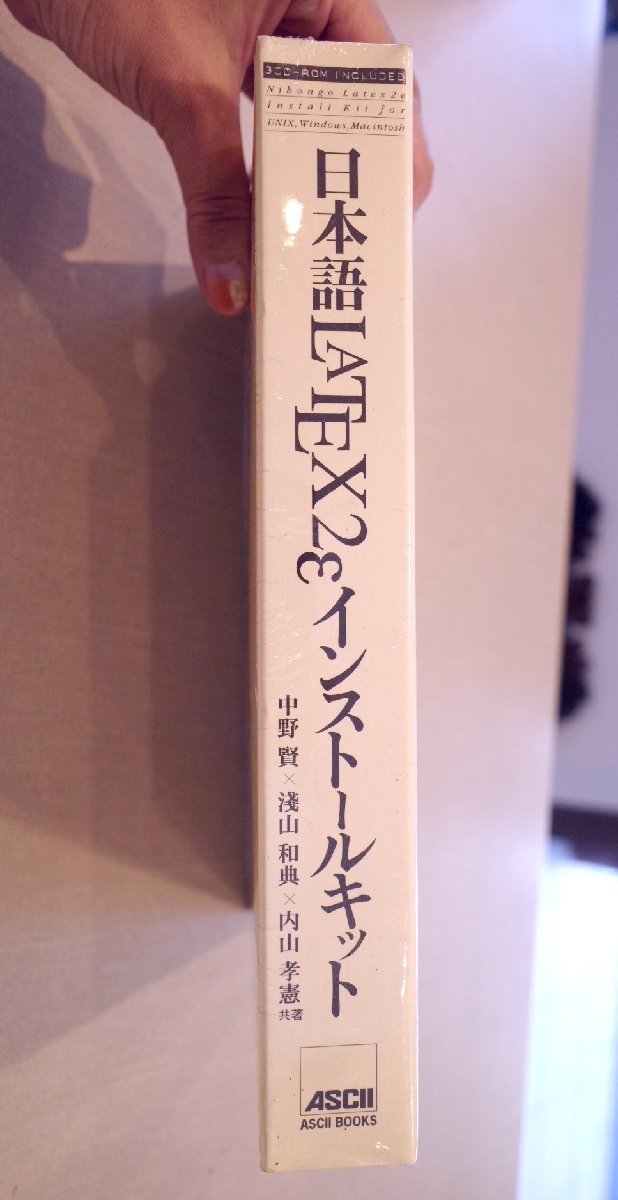 3CD-ROM INCLUDED
Nihongo Latex2e
Install Kit for
UNIX, Windows, Macintosh
日本語LATEX2εインストールキット
中野 賢×淺山 和典×内山 孝憲 共著
ASCII
ASCII BOOKS